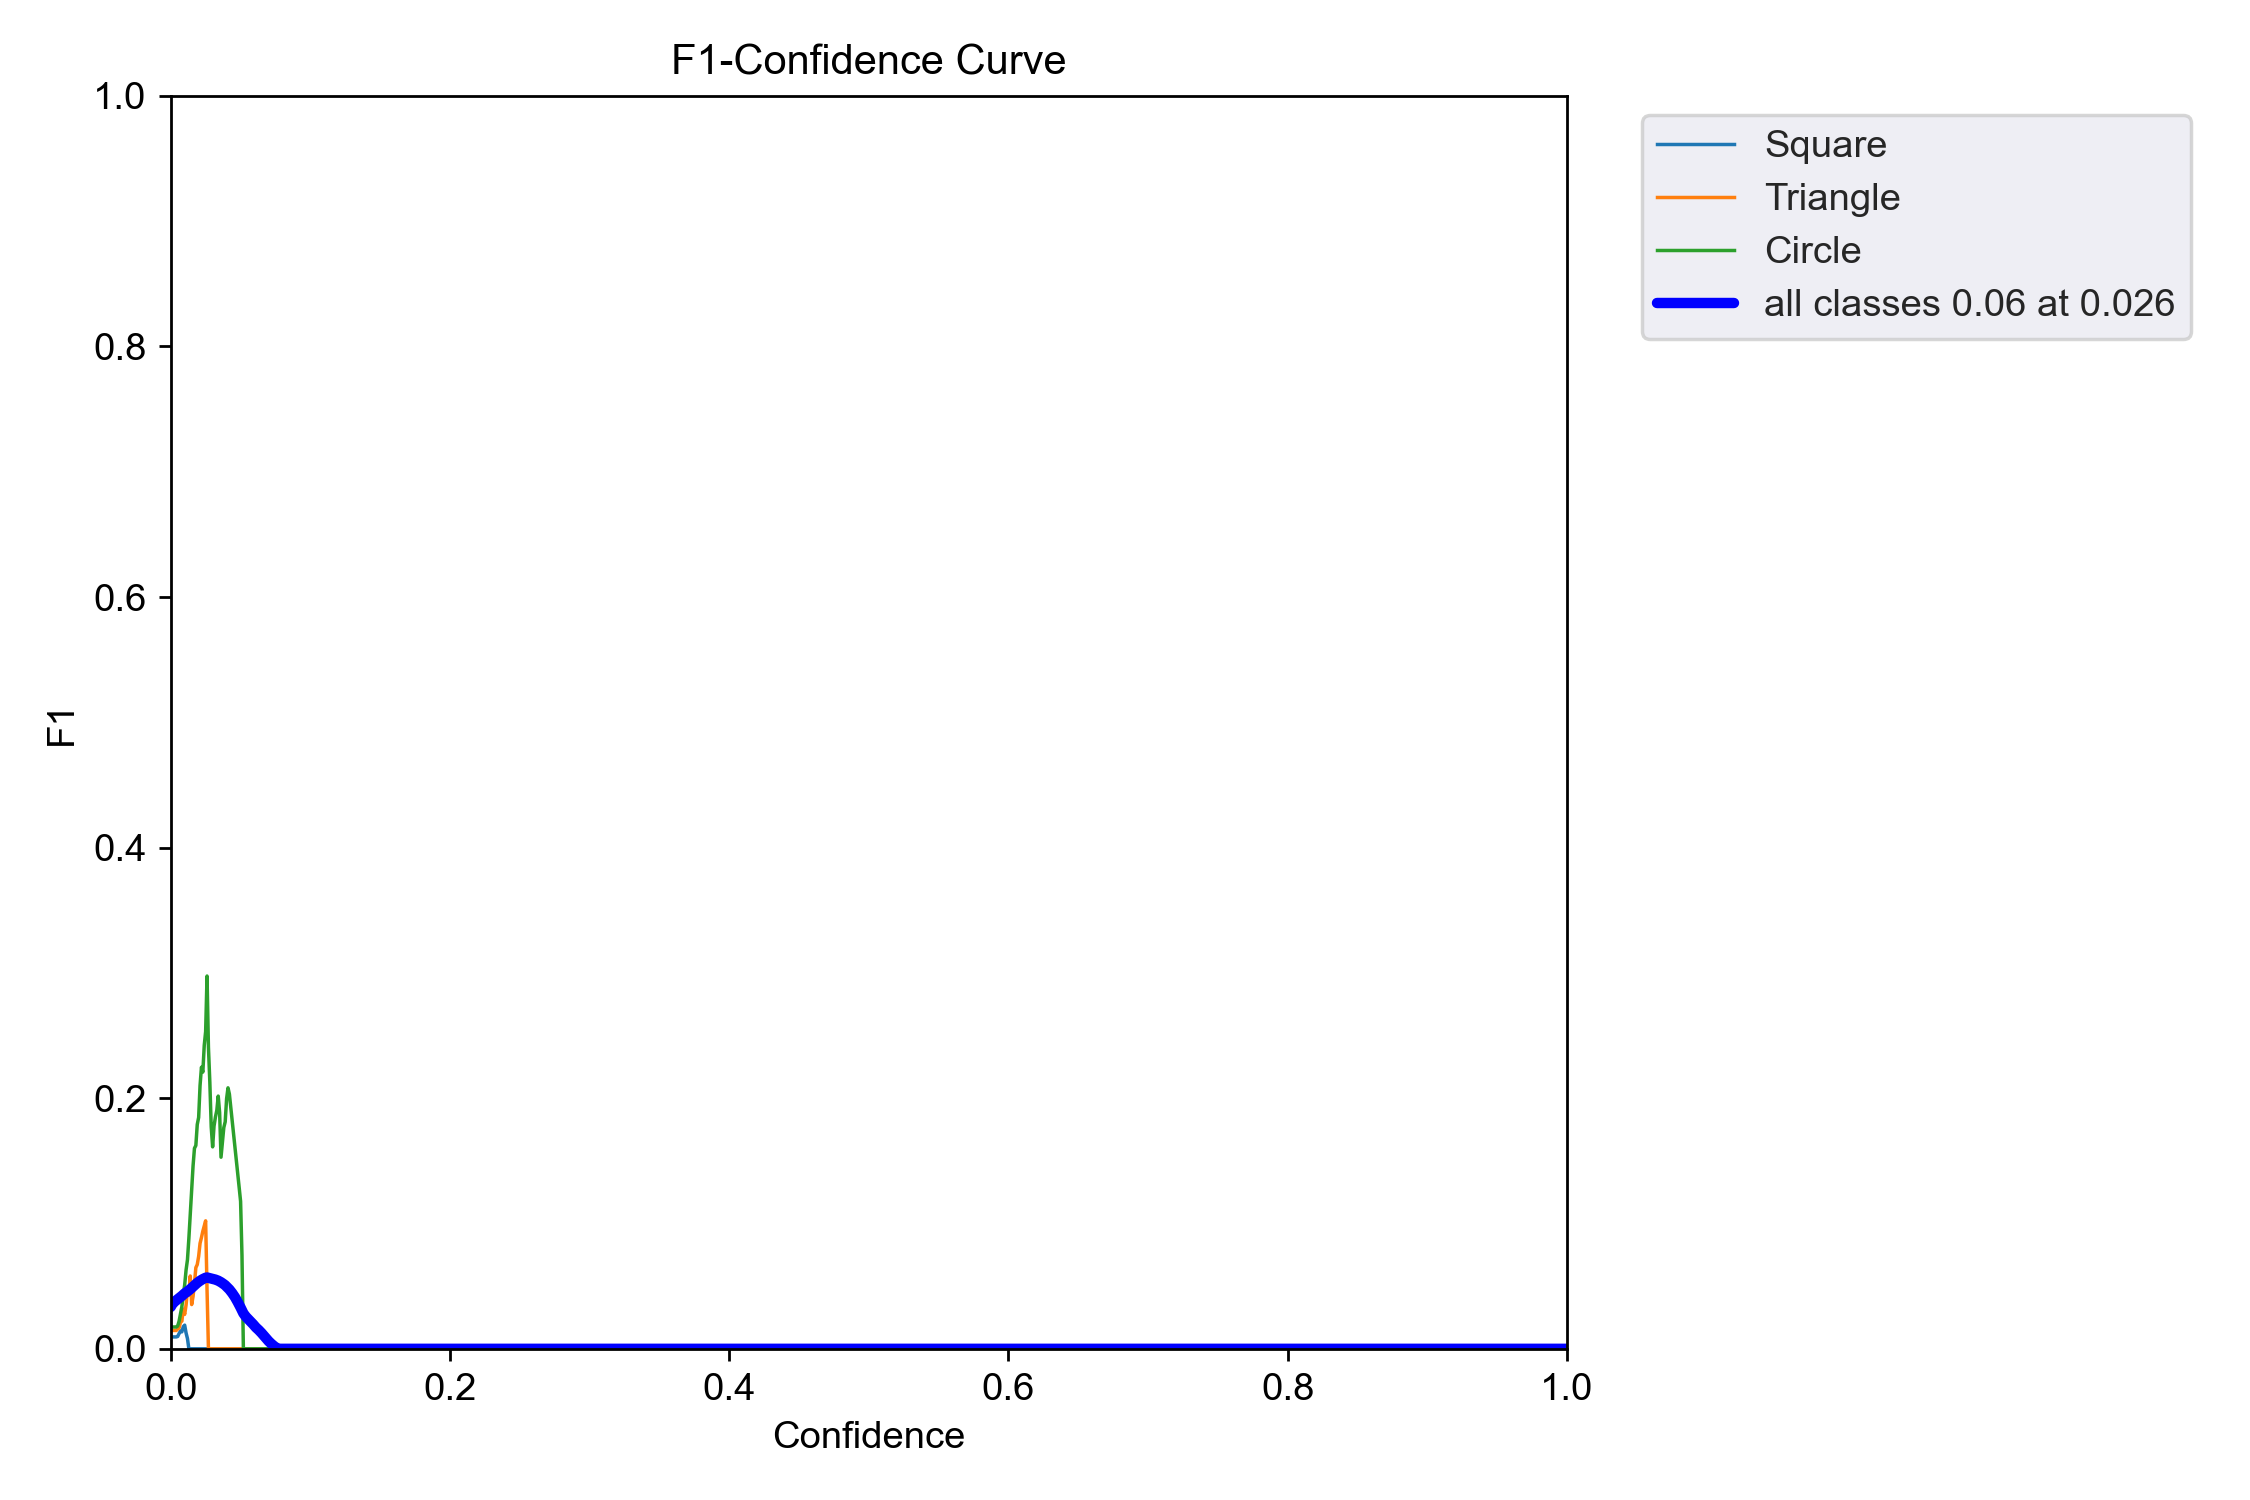 F1-Confidence Curve
1.0
0.8
0.6
0.4
0.2
0.0
F1
0.0 0.2 0.4 0.6 0.8 1.0
Confidence
Square
Triangle
Circle
all classes 0.06 at 0.026